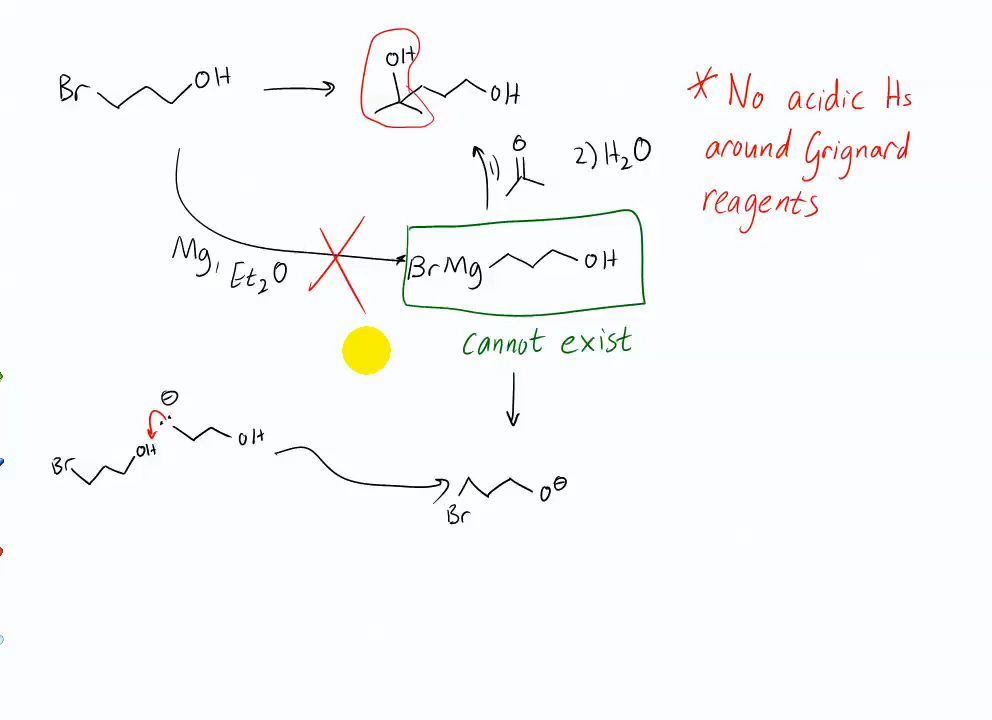 Br OH
OH
OH
* No acidic Hs
around Grignard
reagents
1) O 2) H₂O
Mg, Et₂O
BrMg OH
cannot exist
⊖
Br OH OH
Br O⊖